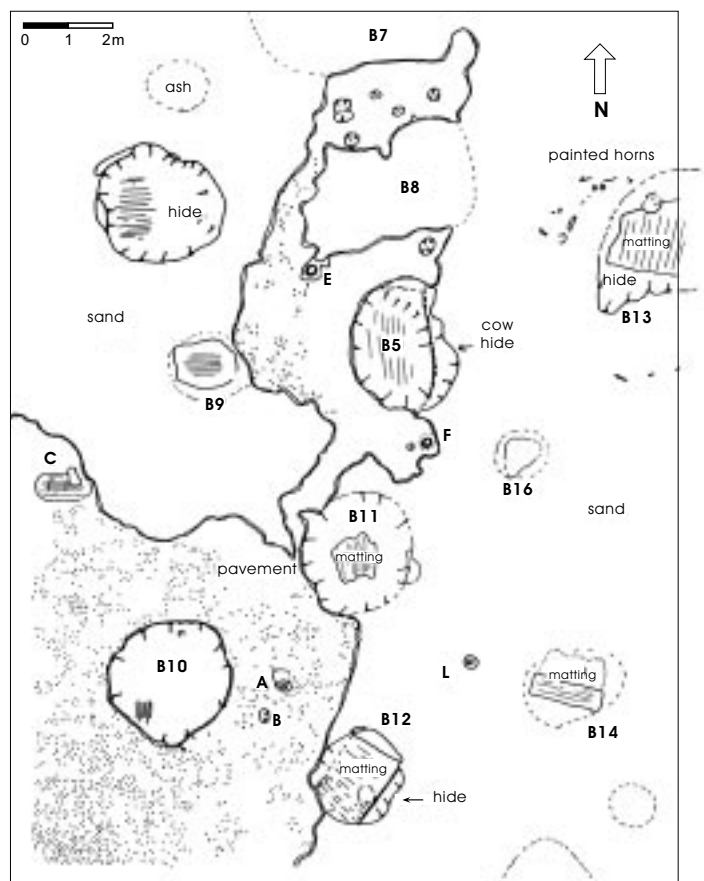 0 1 2m
B7
ash
N
painted horns
B8
hide
matting
E
hide
B13
sand
cow
hide
B5
B9
F
C
B16
B11
sand
matting
pavement
B10
L
matting
A
B
B12
B14
matting
hide